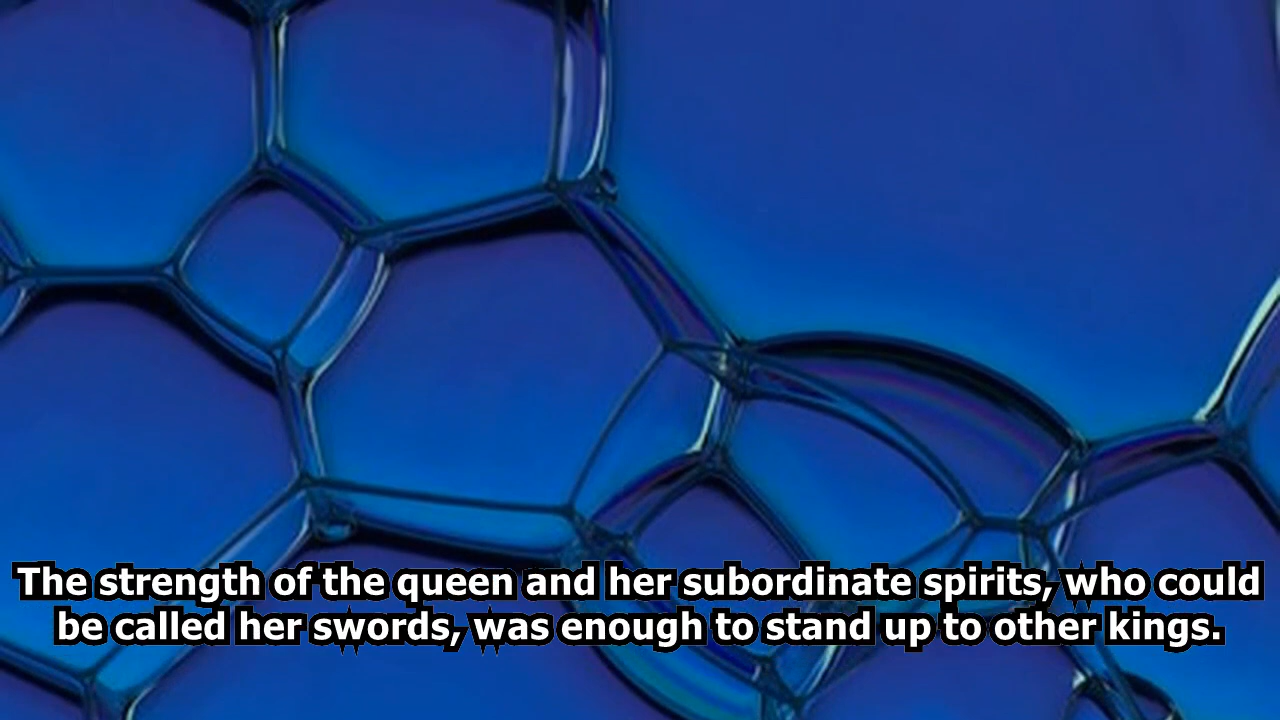 The strength of the queen and her subordinate spirits, who could
be called her swords, was enough to stand up to other kings.